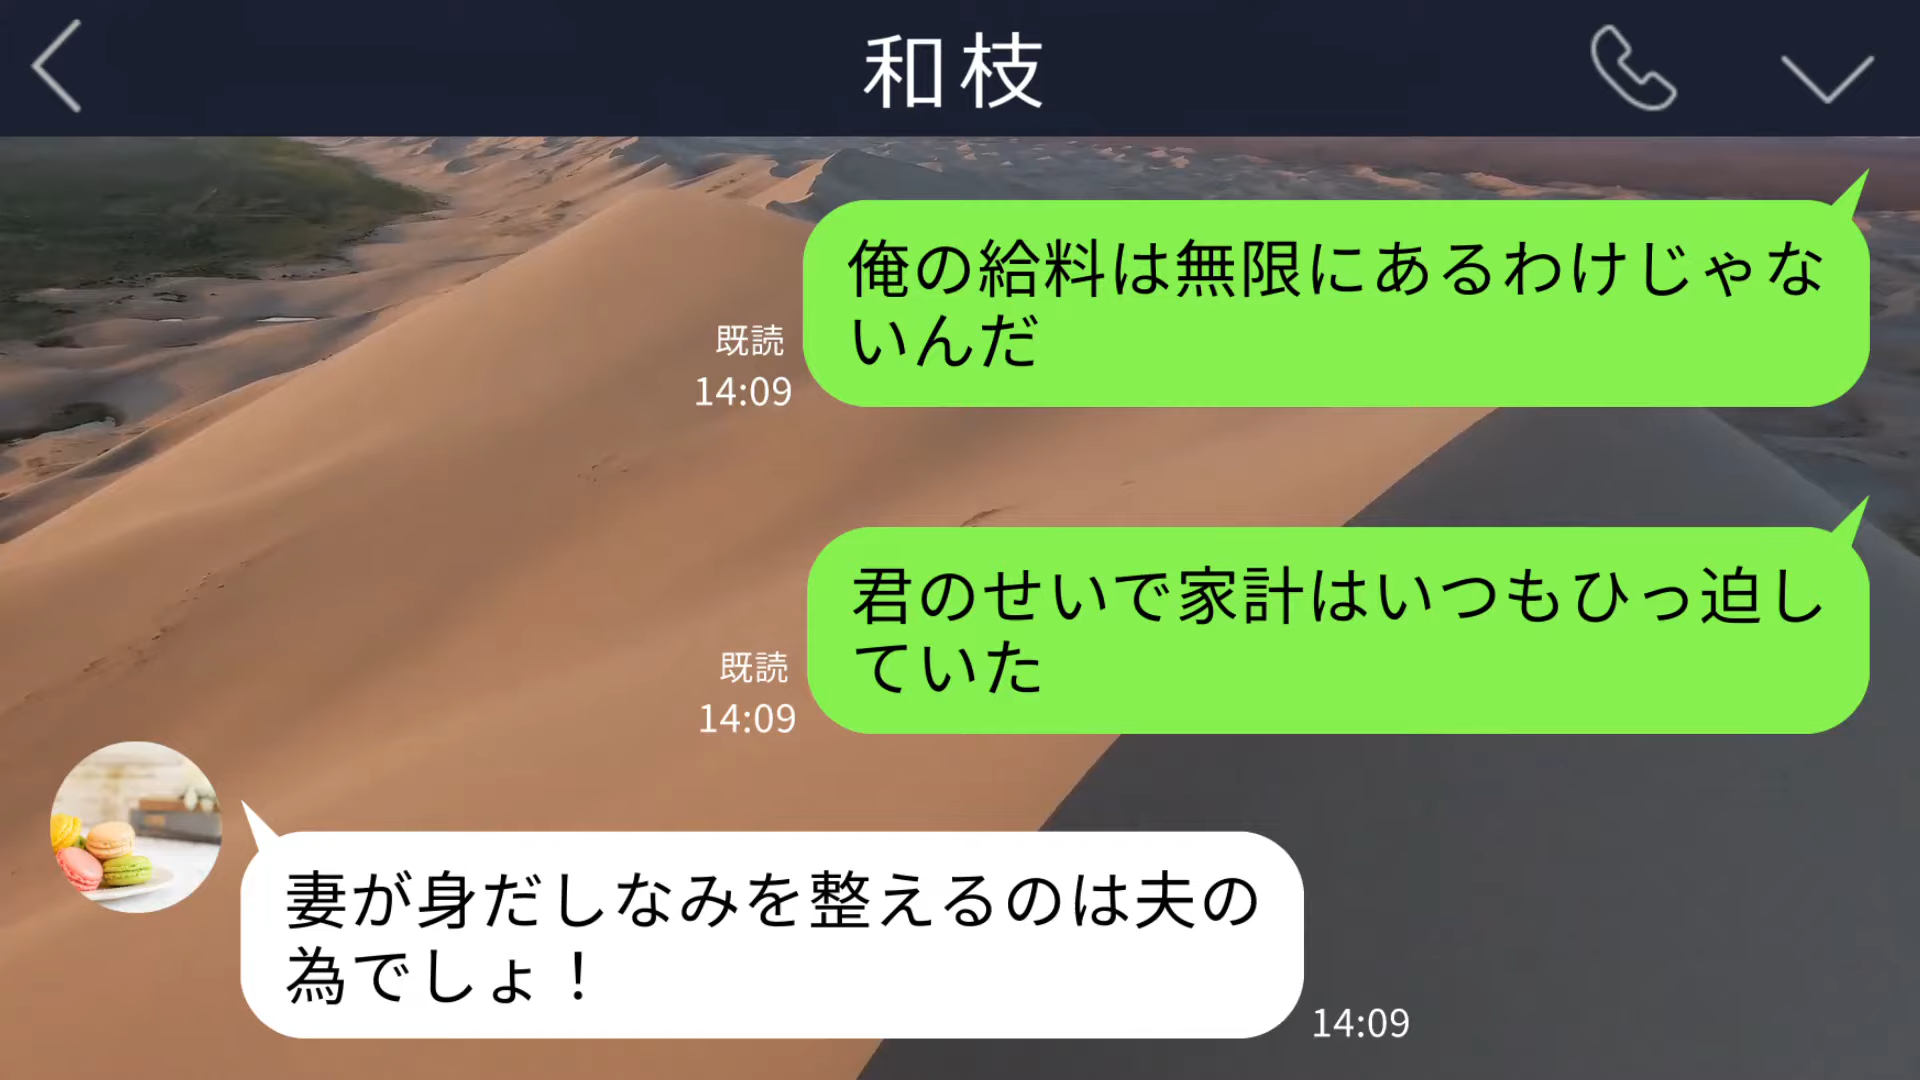 和枝
俺の給料は無限にあるわけじゃな
いんだ
既読
14:09
君のせいで家計はいつもひっ迫し
ていた
既読
14:09
妻が身だしなみを整えるのは夫の
為でしょ！
14:09